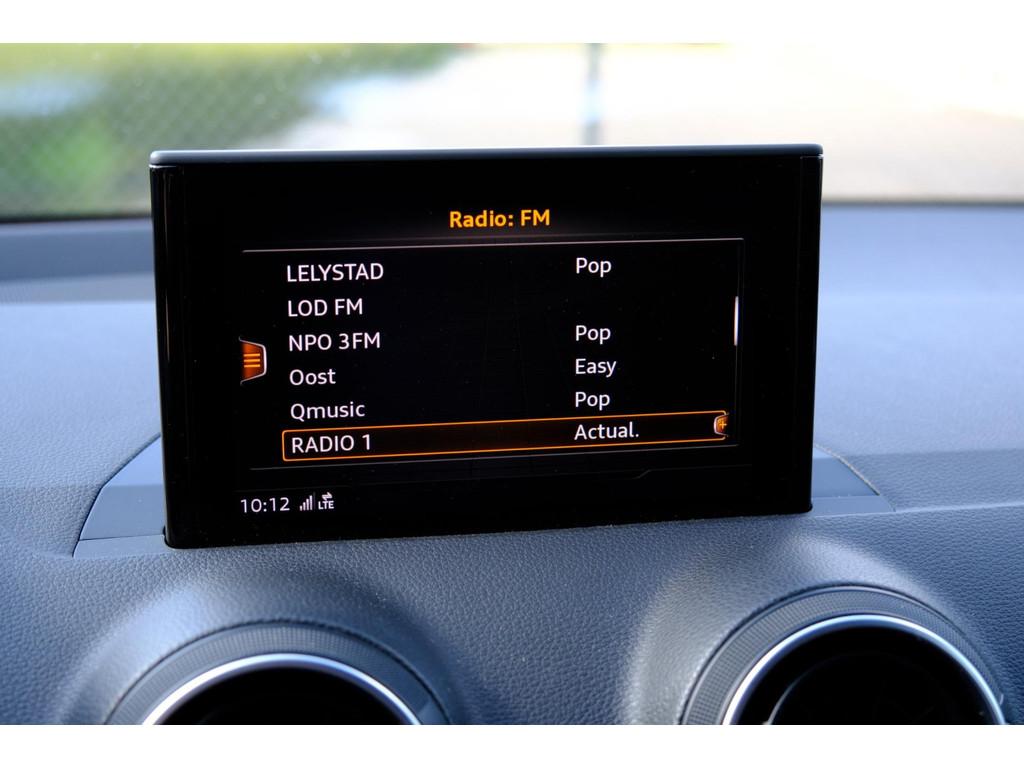 Radio: FM
LELYSTAD Pop
LOD FM
NPO 3FM Pop
Oost Easy
Qmusic Pop
RADIO 1 Actual.
10:12 LTE